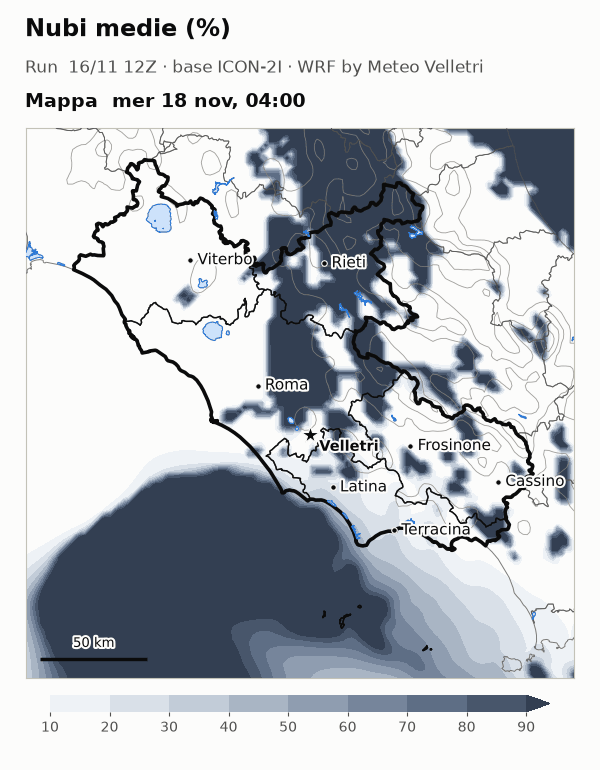 Nubi medie (%)
Run  16/11 12Z · base ICON-2I · WRF by Meteo Velletri
Mappa  mer 18 nov, 04:00
Viterbo
Rieti
Roma
Velletri
Frosinone
Latina
Cassino
Terracina
50 km
10 20 30 40 50 60 70 80 90